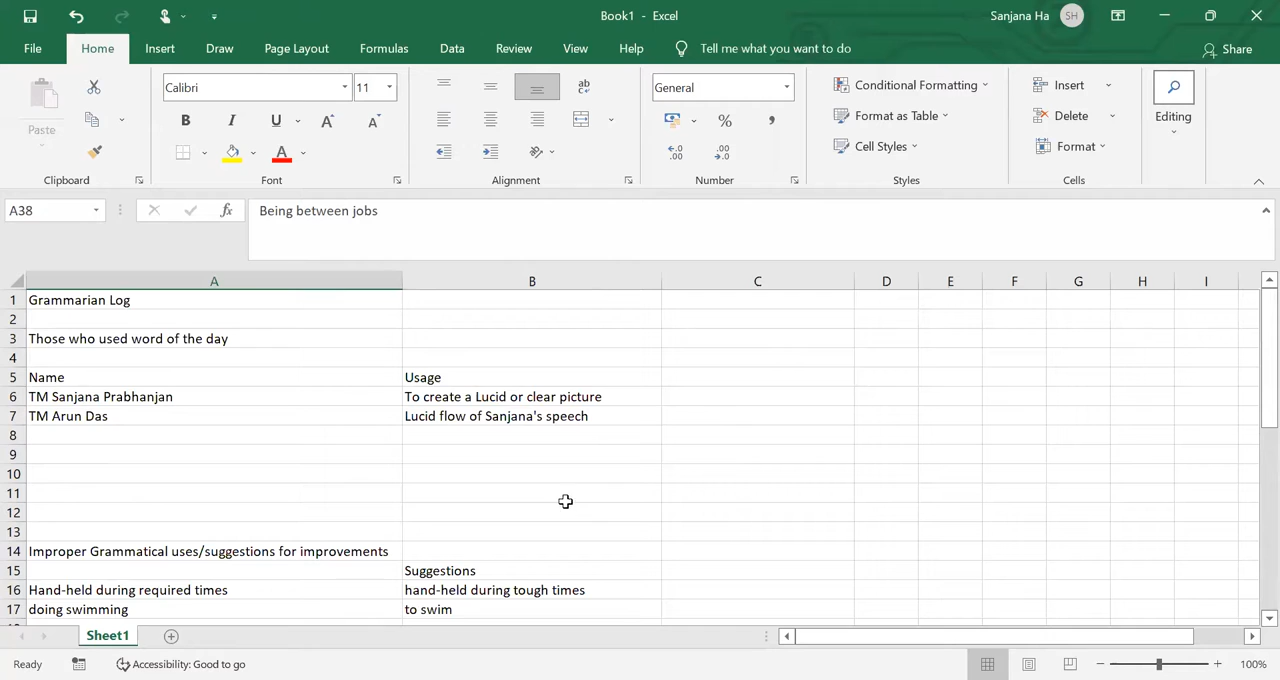 Book1 - Excel
Sanjana Ha
SH
File Home Insert Draw Page Layout Formulas Data Review View Help Tell me what you want to do Share
Paste
Calibri 11
B I U A A
ab
General
% ,
Conditional Formatting
Format as Table
Cell Styles
Insert
Delete
Format
Editing
Clipboard Font Alignment Number Styles Cells
A38 fx Being between jobs
A B C D E F G H I
1 Grammarian Log
2
3 Those who used word of the day
4
5 Name Usage
6 TM Sanjana Prabhanjan To create a Lucid or clear picture
7 TM Arun Das Lucid flow of Sanjana's speech
8
9
10
11
12
13
14 Improper Grammatical uses/suggestions for improvements
15 Suggestions
16 Hand-held during required times hand-held during tough times
17 doing swimming to swim
Sheet1
Ready Accessibility: Good to go 100%